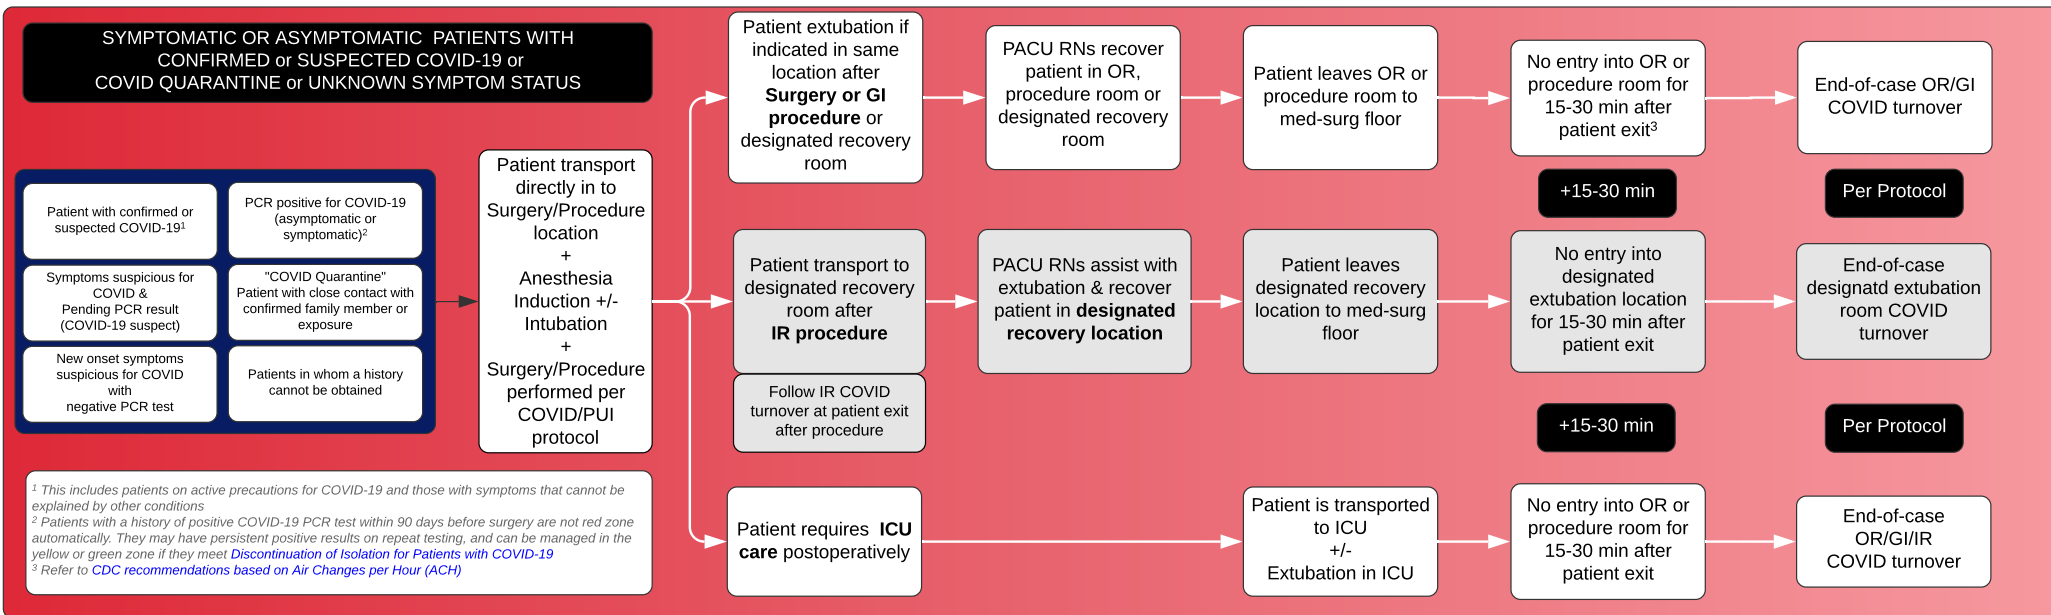 SYMPTOMATIC OR ASYMPTOMATIC PATIENTS WITH
CONFIRMED or SUSPECTED COVID-19 or
COVID QUARANTINE or UNKNOWN SYMPTOM STATUS
Patient with confirmed or
suspected COVID-19¹
PCR positive for COVID-19
(asymptomatic or
symptomatic)²
Symptoms suspicious for
COVID &
Pending PCR result
(COVID-19 suspect)
"COVID Quarantine"
Patient with close contact with
confirmed family member or
exposure
New onset symptoms
suspicious for COVID
with
negative PCR test
Patients in whom a history
cannot be obtained
Patient transport
directly in to
Surgery/Procedure
location
+
Anesthesia
Induction +/-
Intubation
+
Surgery/Procedure
performed per
COVID/PUI
protocol
Patient extubation if
indicated in same
location after
Surgery or GI
procedure or
designated recovery
room
PACU RNs recover
patient in OR,
procedure room or
designated recovery
room
Patient leaves OR or
procedure room to
med-surg floor
No entry into OR or
procedure room for
15-30 min after
patient exit³
End-of-case OR/GI
COVID turnover
+15-30 min
Per Protocol
Patient transport to
designated recovery
room after
IR procedure
Follow IR COVID
turnover at patient exit
after procedure
PACU RNs assist with
extubation & recover
patient in designated
recovery location
Patient leaves
designated recovery
location to med-surg
floor
No entry into
designated
extubation location
for 15-30 min after
patient exit
End-of-case
designatd extubation
room COVID
turnover
+15-30 min
Per Protocol
Patient requires ICU
care postoperatively
Patient is transported
to ICU
+/-
Extubation in ICU
No entry into OR or
procedure room for
15-30 min after
patient exit
End-of-case
OR/GI/IR
COVID turnover
¹ This includes patients on active precautions for COVID-19 and those with symptoms that cannot be
explained by other conditions
² Patients with a history of positive COVID-19 PCR test within 90 days before surgery are not red zone
automatically. They may have persistent positive results on repeat testing, and can be managed in the
yellow or green zone if they meet Discontinuation of Isolation for Patients with COVID-19
³ Refer to CDC recommendations based on Air Changes per Hour (ACH)